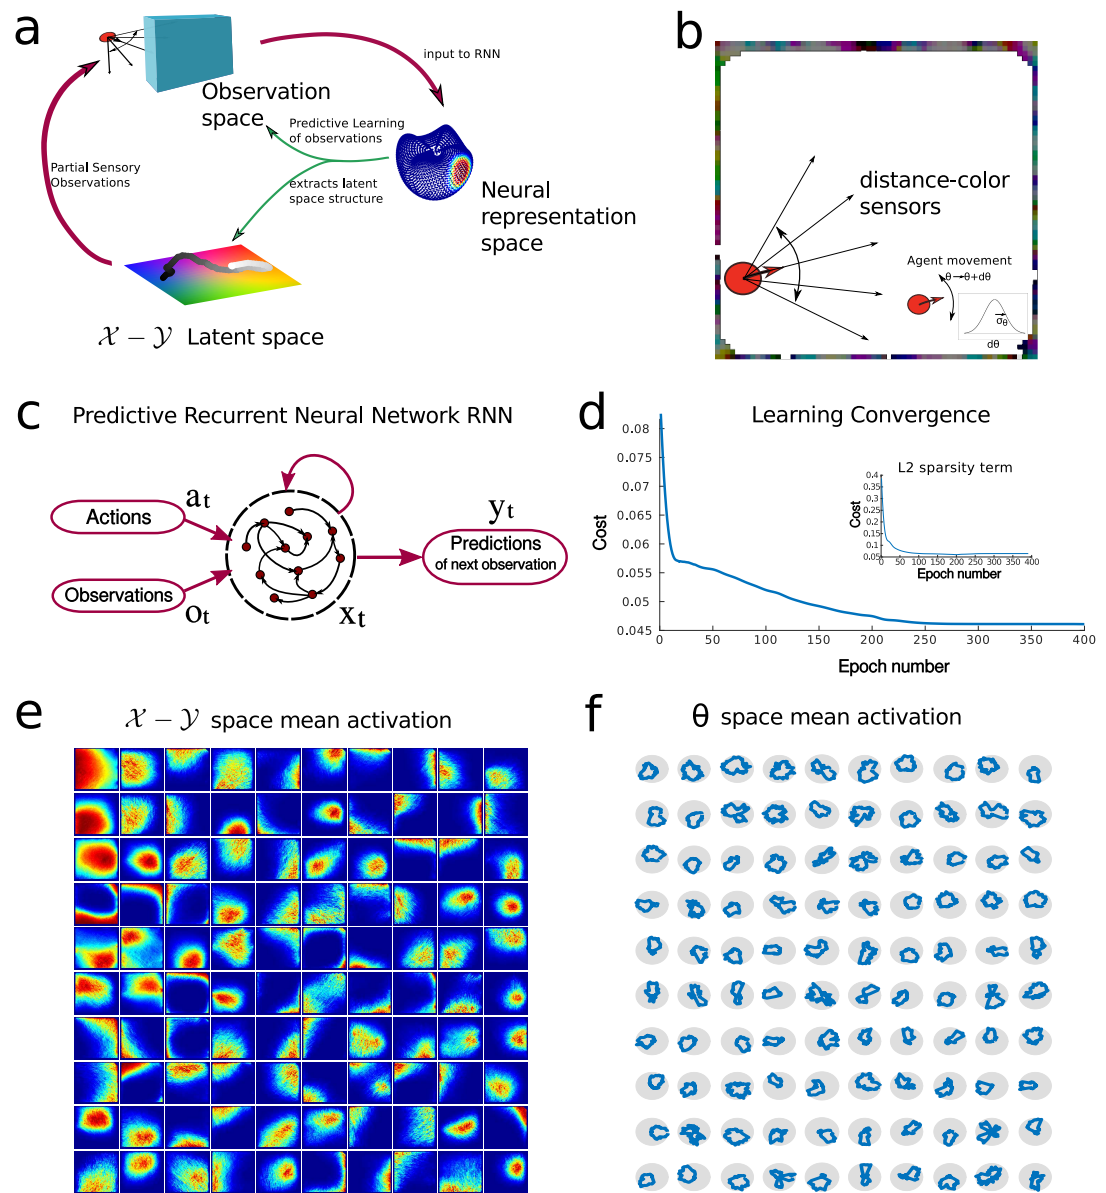 a
input to RNN
Observation
space
Predictive Learning
of observations
Partial Sensory
Observations
extracts latent
space structure
Neural
representation
space
𝒳 − 𝒴 Latent space
b
distance-color
sensors
Agent movement
θ→θ+dθ
σθ
dθ
c
Predictive Recurrent Neural Network RNN
at
Actions
Observations
ot
xt
yt
Predictions
of next observation
d
Learning Convergence
0.08
0.075
0.07
0.065
0.06
0.055
0.05
0.045
Cost
0 50 100 150 200 250 300 350 400
Epoch number
L2 sparsity term
0.4
0.35
0.3
0.25
0.2
0.15
0.1
0.05
Cost
0 50 100 150 200 250 300 350 400
Epoch number
e
𝒳 − 𝒴 space mean activation
f
θ space mean activation